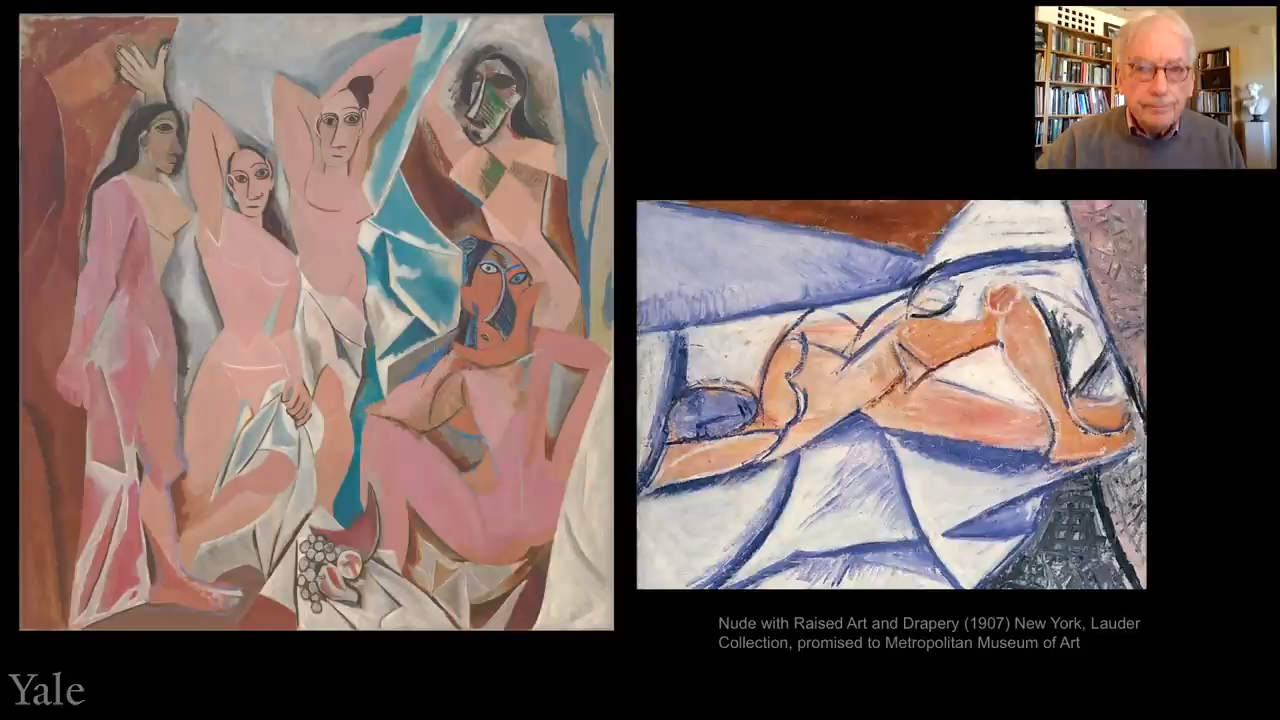 Nude with Raised Art and Drapery (1907) New York, Lauder
Collection, promised to Metropolitan Museum of Art
Yale